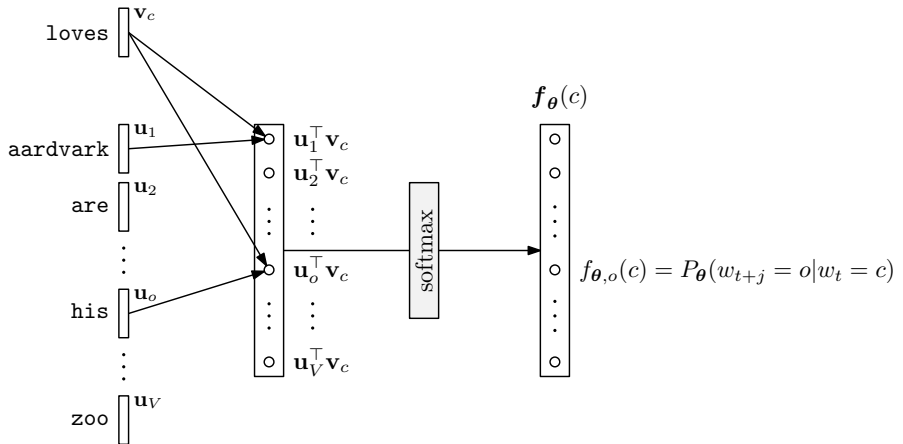 loves v_c
f_θ(c)
aardvark u_1 u_1^⊤ v_c
are u_2 u_2^⊤ v_c
softmax
his u_o u_o^⊤ v_c f_{θ,o}(c) = P_θ(w_{t+j} = o|w_t = c)
u_V^⊤ v_c
zoo u_V